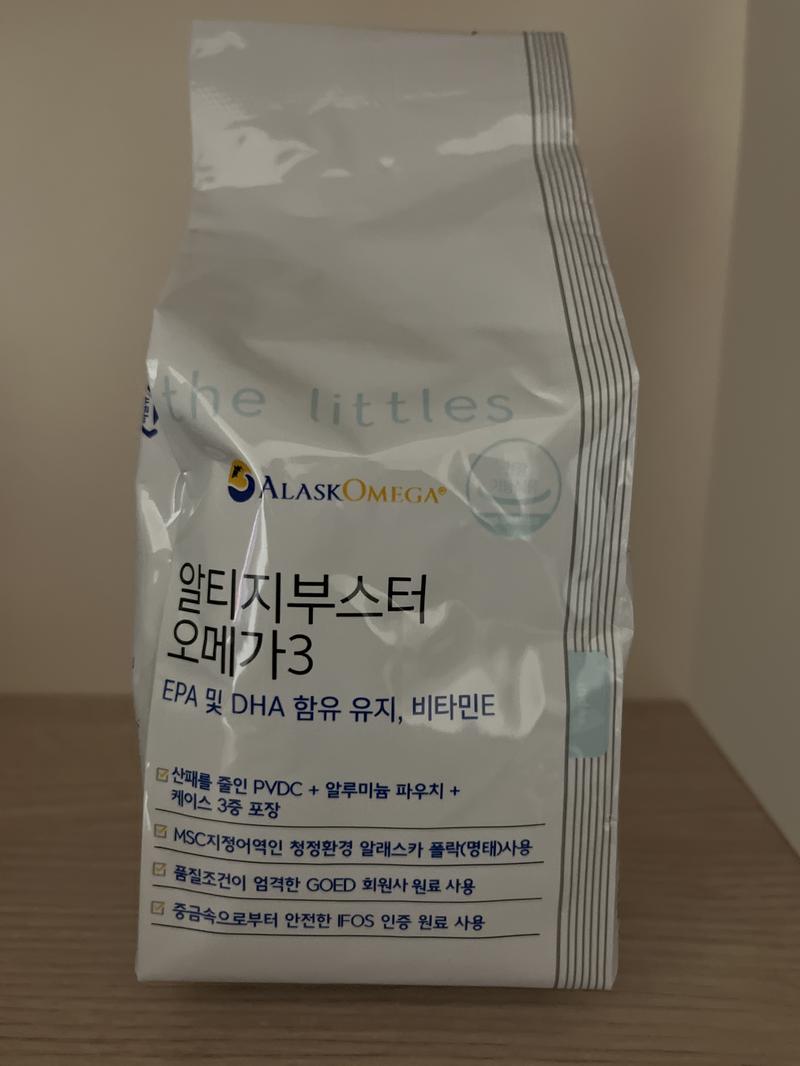 the littles
ALASKOMEGA®
알티지부스터
오메가3
EPA 및 DHA 함유 유지, 비타민E
산패를 줄인 PVDC + 알루미늄 파우치 +
케이스 3중 포장
MSC지정어역인 청정환경 알래스카 폴락(명태)사용
품질조건이 엄격한 GOED 회원사 원료 사용
중금속으로부터 안전한 IFOS 인증 원료 사용